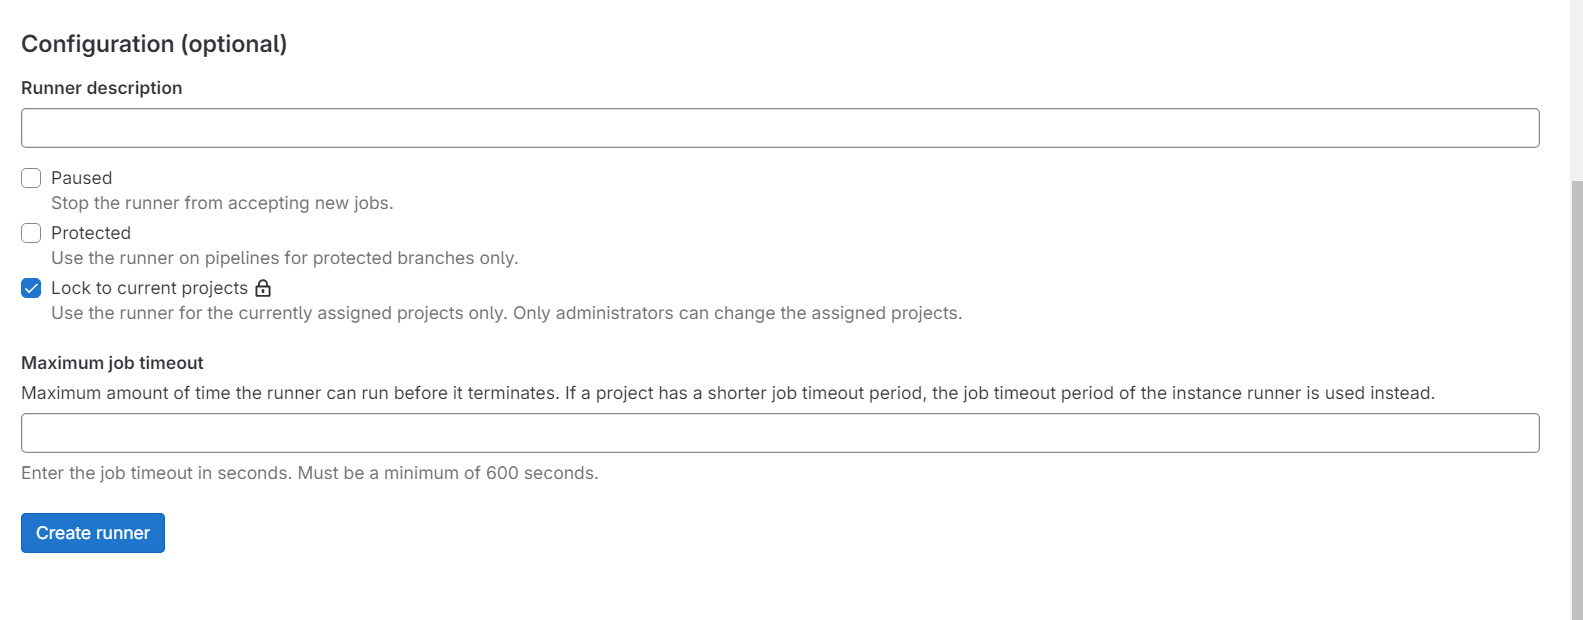 Configuration (optional)
Runner description
Paused
Stop the runner from accepting new jobs.
Protected
Use the runner on pipelines for protected branches only.
Lock to current projects
Use the runner for the currently assigned projects only. Only administrators can change the assigned projects.
Maximum job timeout
Maximum amount of time the runner can run before it terminates. If a project has a shorter job timeout period, the job timeout period of the instance runner is used instead.
Enter the job timeout in seconds. Must be a minimum of 600 seconds.
Create runner